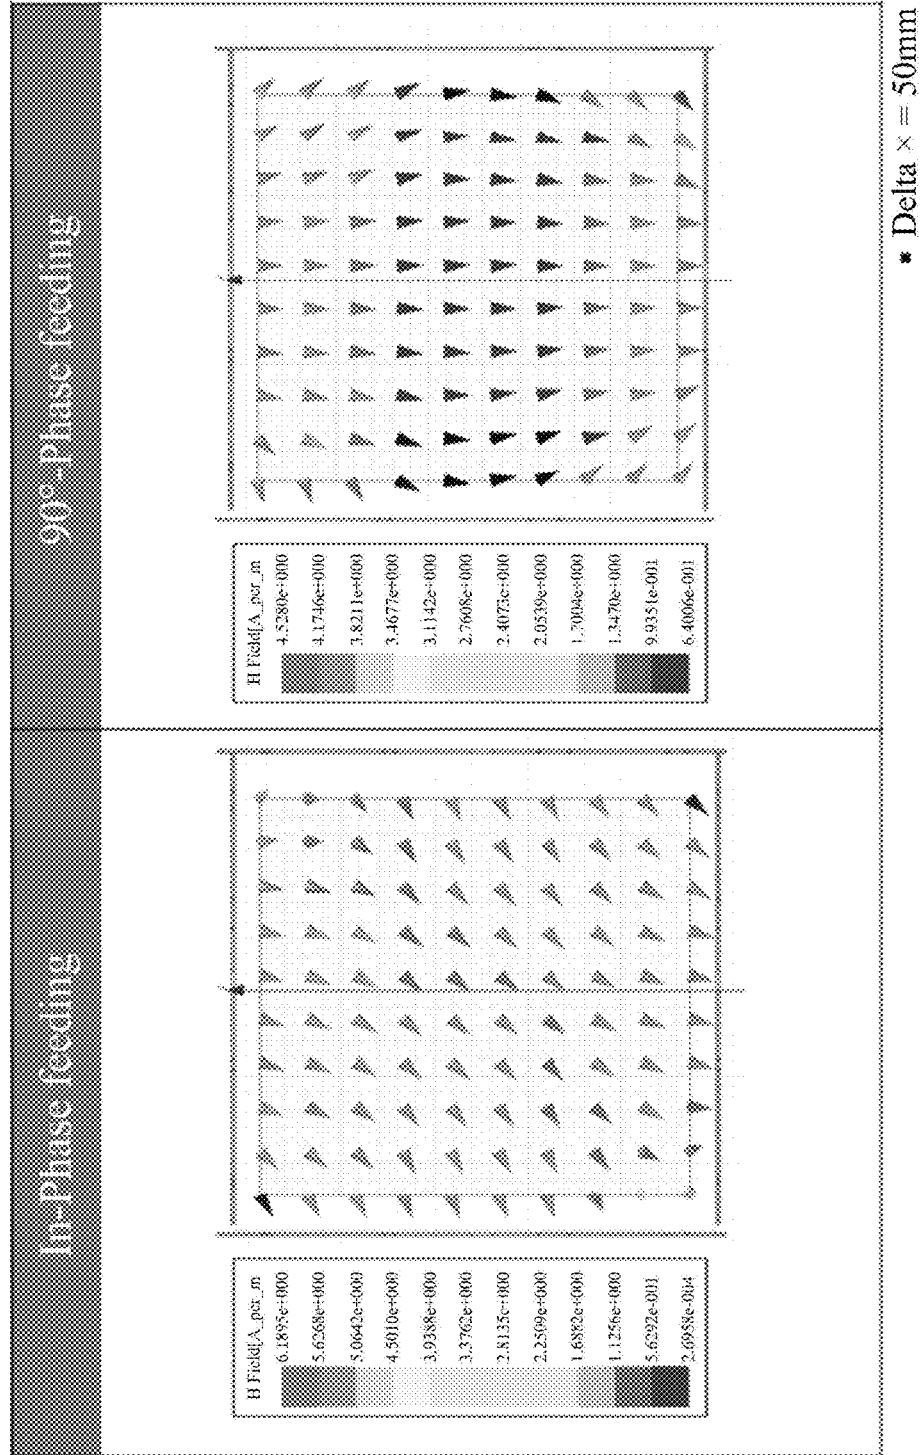 In-Phase feeding
90°-Phase feeding
B Field[A_per_m
6.1895e+000
5.6268e+000
5.0642e+000
4.5010e+000
3.9388e+000
3.3762e+000
2.8135e+000
2.2509e+000
1.6882e+000
1.1256e+000
5.6292e-001
2.6958e-004
H Field[A_per_m
4.5280e+000
4.1746e+000
3.8211e+000
3.4677e+000
3.1142e+000
2.7608e+000
2.4073e+000
2.0539e+000
1.7004e+000
1.3470e+000
9.9351e-001
6.4006e-001
▪ Delta × = 50mm